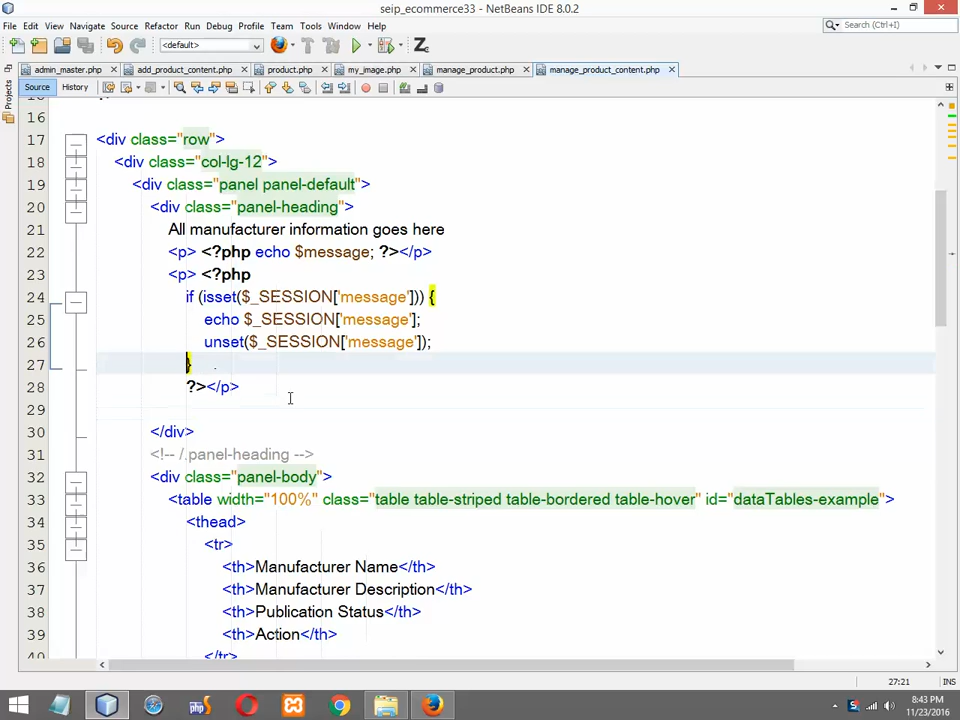 seip_ecommerce33 - NetBeans IDE 8.0.2
File Edit View Navigate Source Refactor Run Debug Profile Team Tools Window Help
<default> Search (Ctrl+I)
admin_master.php add_product_content.php product.php my_image.php manage_product.php manage_product_content.php
Source History
Projects
16
17 <div class="row">
18 <div class="col-lg-12">
19 <div class="panel panel-default">
20 <div class="panel-heading">
21 All manufacturer information goes here
22 <p> <?php echo $message; ?></p>
23 <p> <?php
24 if (isset($_SESSION['message'])) {
25 echo $_SESSION['message'];
26 unset($_SESSION['message']);
27 }
28 ?></p>
29
30 </div>
31 <!-- /.panel-heading -->
32 <div class="panel-body">
33 <table width="100%" class="table table-striped table-bordered table-hover" id="dataTables-example">
34 <thead>
35 <tr>
36 <th>Manufacturer Name</th>
37 <th>Manufacturer Description</th>
38 <th>Publication Status</th>
39 <th>Action</th>
40 </tr>
27:21 INS
php
8:43 PM
11/23/2016